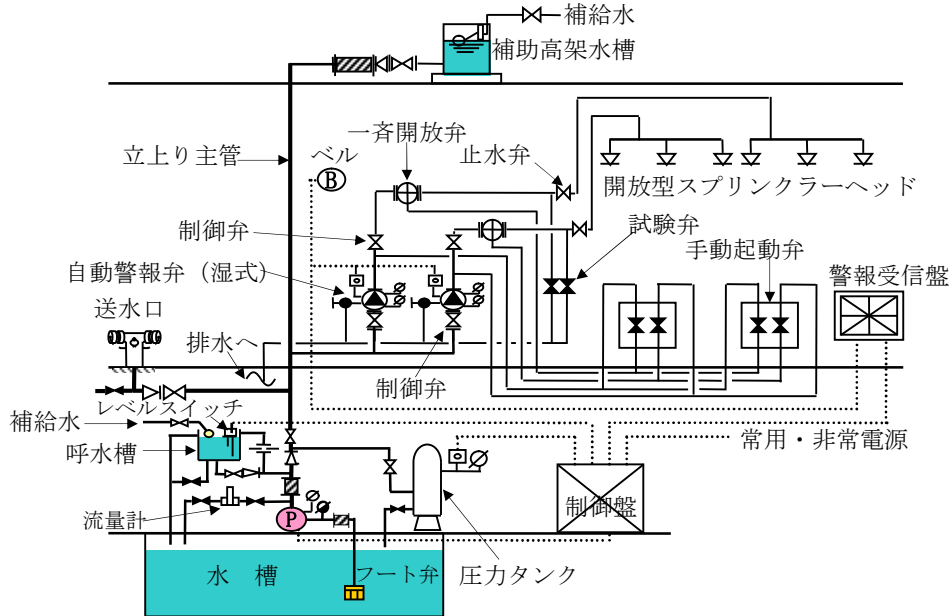 補給水
補助高架水槽
一斉開放弁
立上り主管
ベル
止水弁
B
開放型スプリンクラーヘッド
制御弁
試験弁
手動起動弁
自動警報弁（湿式）
警報受信盤
送水口
排水へ
制御弁
レベルスイッチ
補給水
呼水槽
常用・非常電源
制御盤
流量計
P
水 槽
フート弁
圧力タンク